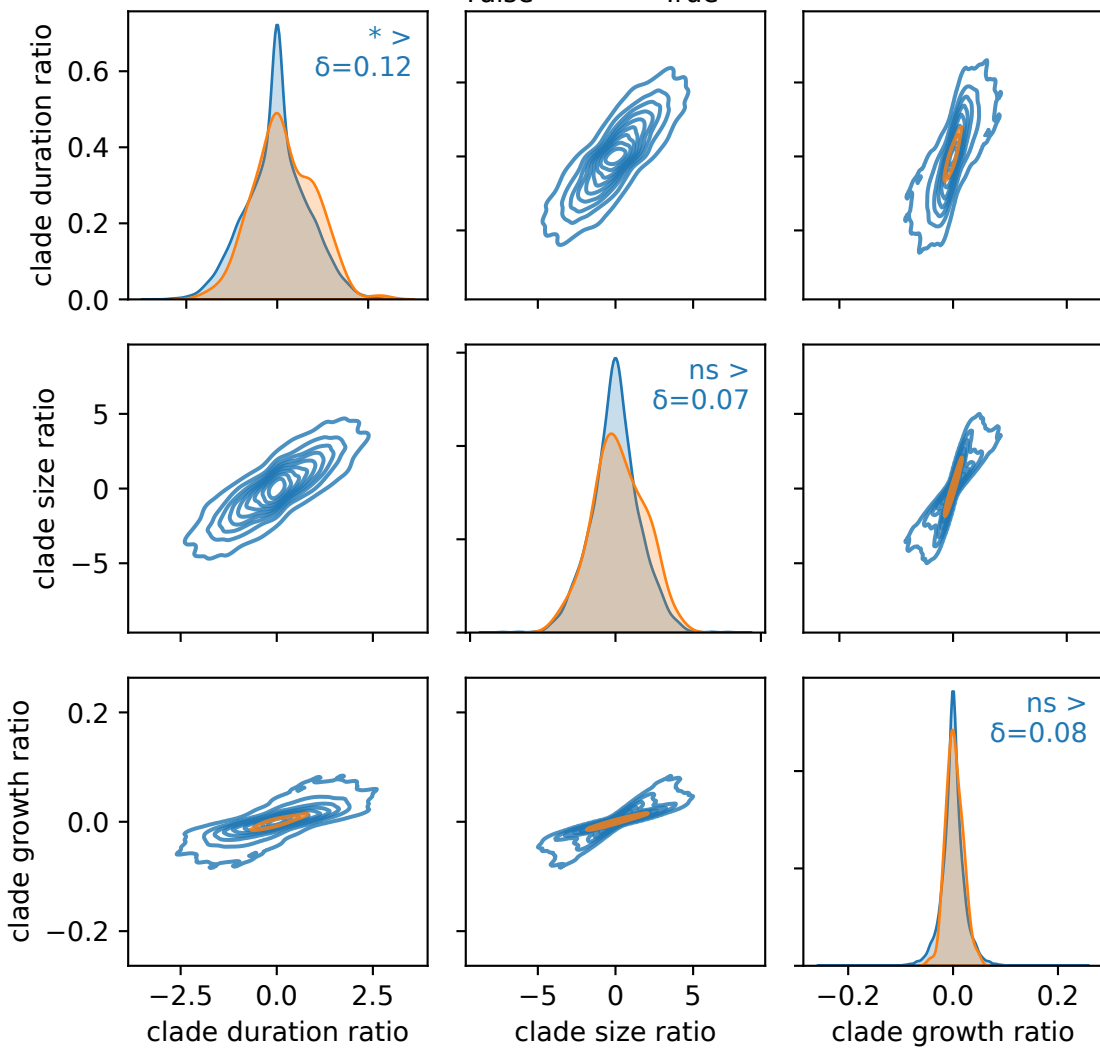 clade duration ratio
0.6
0.4
0.2
0.0
* >
δ=0.12
clade size ratio
5
0
−5
ns >
δ=0.07
clade growth ratio
0.2
0.0
−0.2
ns >
δ=0.08
−2.5 0.0 2.5
−5 0 5
−0.2 0.0 0.2
clade duration ratio
clade size ratio
clade growth ratio